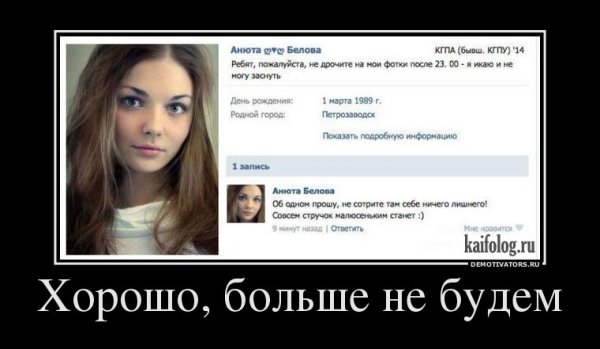 Анюта ღ♥ღ Белова
КГПА (бывш. КГПУ) '14
Ребят, пожалуйста, не дрочите на мои фотки после 23. 00 - я икаю и не
могу заснуть
День рождения: 1 марта 1989 г.
Родной город: Петрозаводск
Показать подробную информацию
1 запись
Анюта Белова
Об одном прошу, не сотрите там себе ничего лишнего!
Совсем стручок малюсеньким станет :)
9 минут назад | Ответить
Мне нравится
kaifolog.ru
DEMOTIVATORS.RU
Хорошо, больше не будем